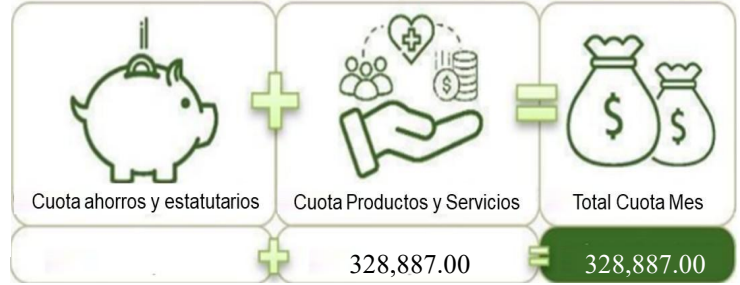 Cuota ahorros y estatutarios
Cuota Productos y Servicios
Total Cuota Mes
328,887.00
328,887.00